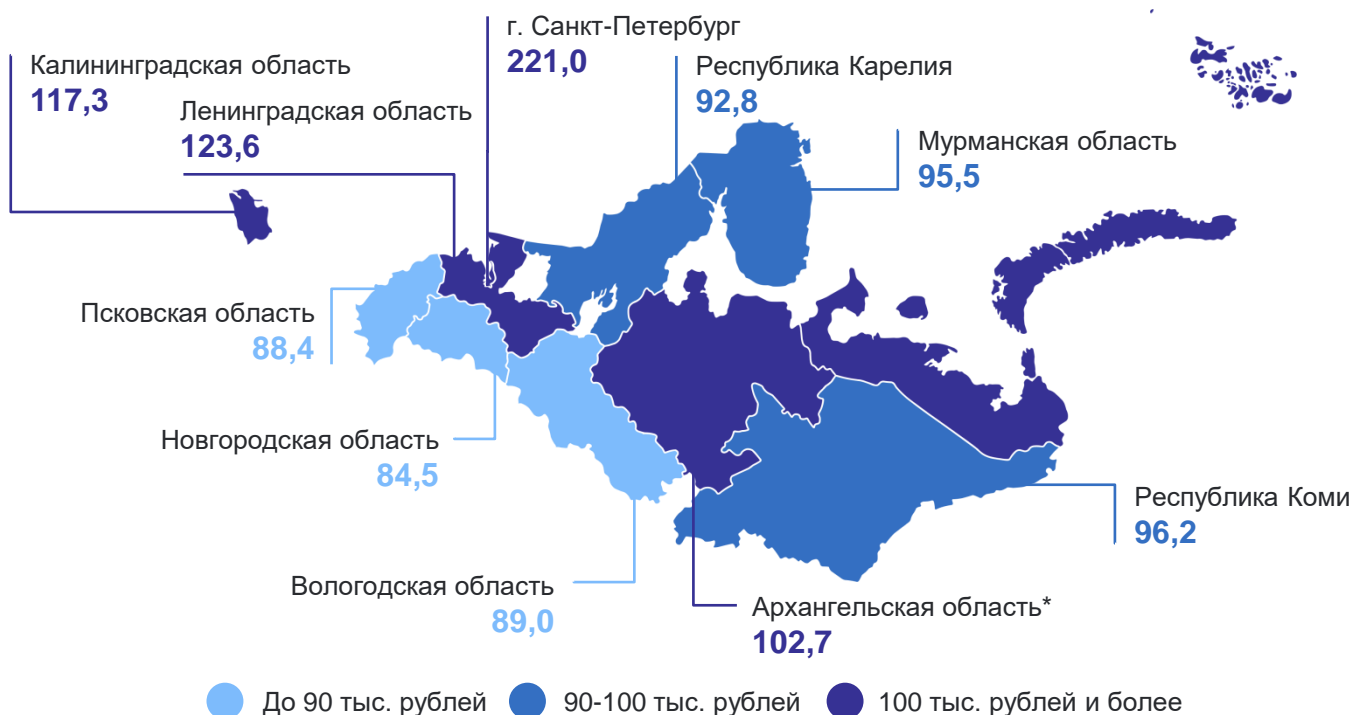 г. Санкт-Петербург
221,0
Калининградская область
117,3
Республика Карелия
92,8
Ленинградская область
123,6
Мурманская область
95,5
Псковская область
88,4
Новгородская область
84,5
Республика Коми
96,2
Вологодская область
89,0
Архангельская область*
102,7
До 90 тыс. рублей
90-100 тыс. рублей
100 тыс. рублей и более